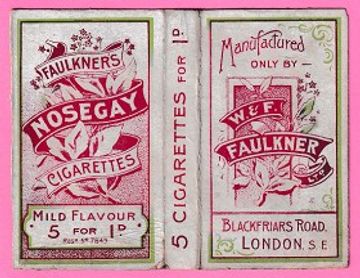 FAULKNER'S
NOSEGAY
CIGARETTES
MILD FLAVOUR
5 FOR 1D
5 CIGARETTES FOR 1D
Manufactured
ONLY BY
W. & F.
FAULKNER
LTD
BLACKFRIARS ROAD,
LONDON. S.E